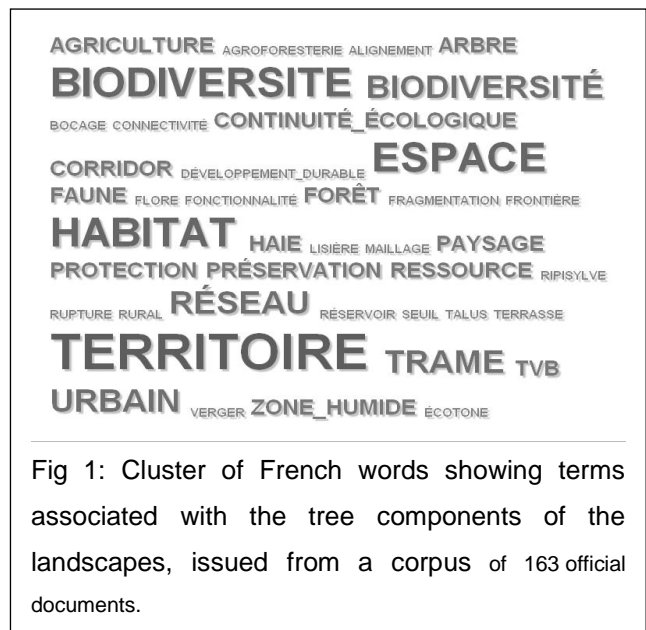 AGRICULTURE AGROFORESTERIE ALIGNEMENT ARBRE
BIODIVERSITE BIODIVERSITÉ
BOCAGE CONNECTIVITÉ CONTINUITÉ_ÉCOLOGIQUE
CORRIDOR DÉVELOPPEMENT_DURABLE ESPACE
FAUNE FLORE FONCTIONNALITÉ FORÊT FRAGMENTATION FRONTIÈRE
HABITAT HAIE LISIÈRE MAILLAGE PAYSAGE
PROTECTION PRÉSERVATION RESSOURCE RIPISYLVE
RUPTURE RURAL RÉSEAU RÉSERVOIR SEUIL TALUS TERRASSE
TERRITOIRE TRAME TVB
URBAIN VERGER ZONE_HUMIDE ÉCOTONE
Fig 1: Cluster of French words showing terms
associated with the tree components of the
landscapes, issued from a corpus of 163 official
documents.